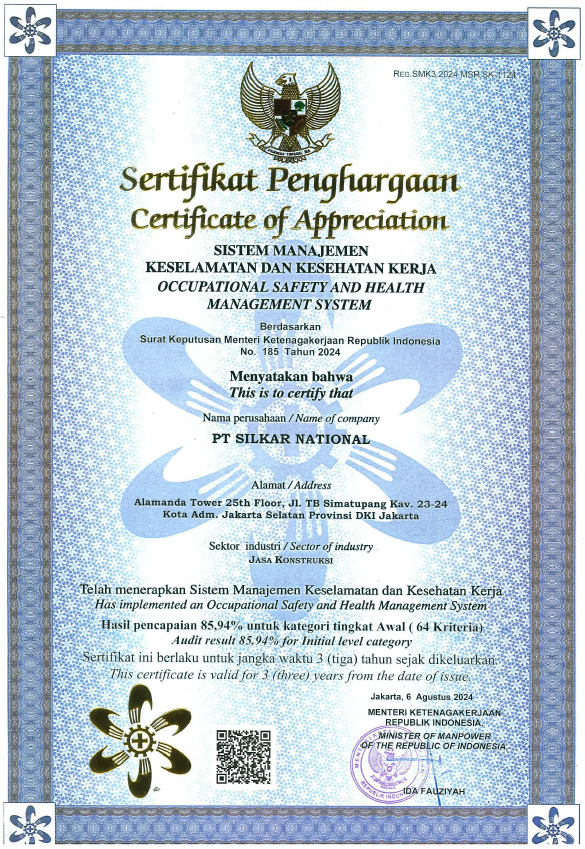 REG.SMK3.2024.MSR.SK-1121
Sertifikat Penghargaan
Certificate of Appreciation
SISTEM MANAJEMEN
KESELAMATAN DAN KESEHATAN KERJA
OCCUPATIONAL SAFETY AND HEALTH
MANAGEMENT SYSTEM
Berdasarkan
Surat Keputusan Menteri Ketenagakerjaan Republik Indonesia
No. 185 Tahun 2024
Menyatakan bahwa
This is to certify that
Nama perusahaan / Name of company
PT SILKAR NATIONAL
Alamat / Address
Alamanda Tower 25th Floor, Jl. TB Simatupang Kav. 23-24
Kota Adm. Jakarta Selatan Provinsi DKI Jakarta
Sektor industri / Sector of industry
JASA KONSTRUKSI
Telah menerapkan Sistem Manajemen Keselamatan dan Kesehatan Kerja
Has implemented an Occupational Safety and Health Management System
Hasil pencapaian 85,94% untuk kategori tingkat Awal ( 64 Kriteria)
Audit result 85.94% for Initial level category
Sertifikat ini berlaku untuk jangka waktu 3 (tiga) tahun sejak dikeluarkan.
This certificate is valid for 3 (three) years from the date of issue.
Jakarta, 6 Agustus 2024
MENTERI KETENAGAKERJAAN
REPUBLIK INDONESIA,
MINISTER OF MANPOWER
OF THE REPUBLIC OF INDONESIA,
IDA FAUZIYAH